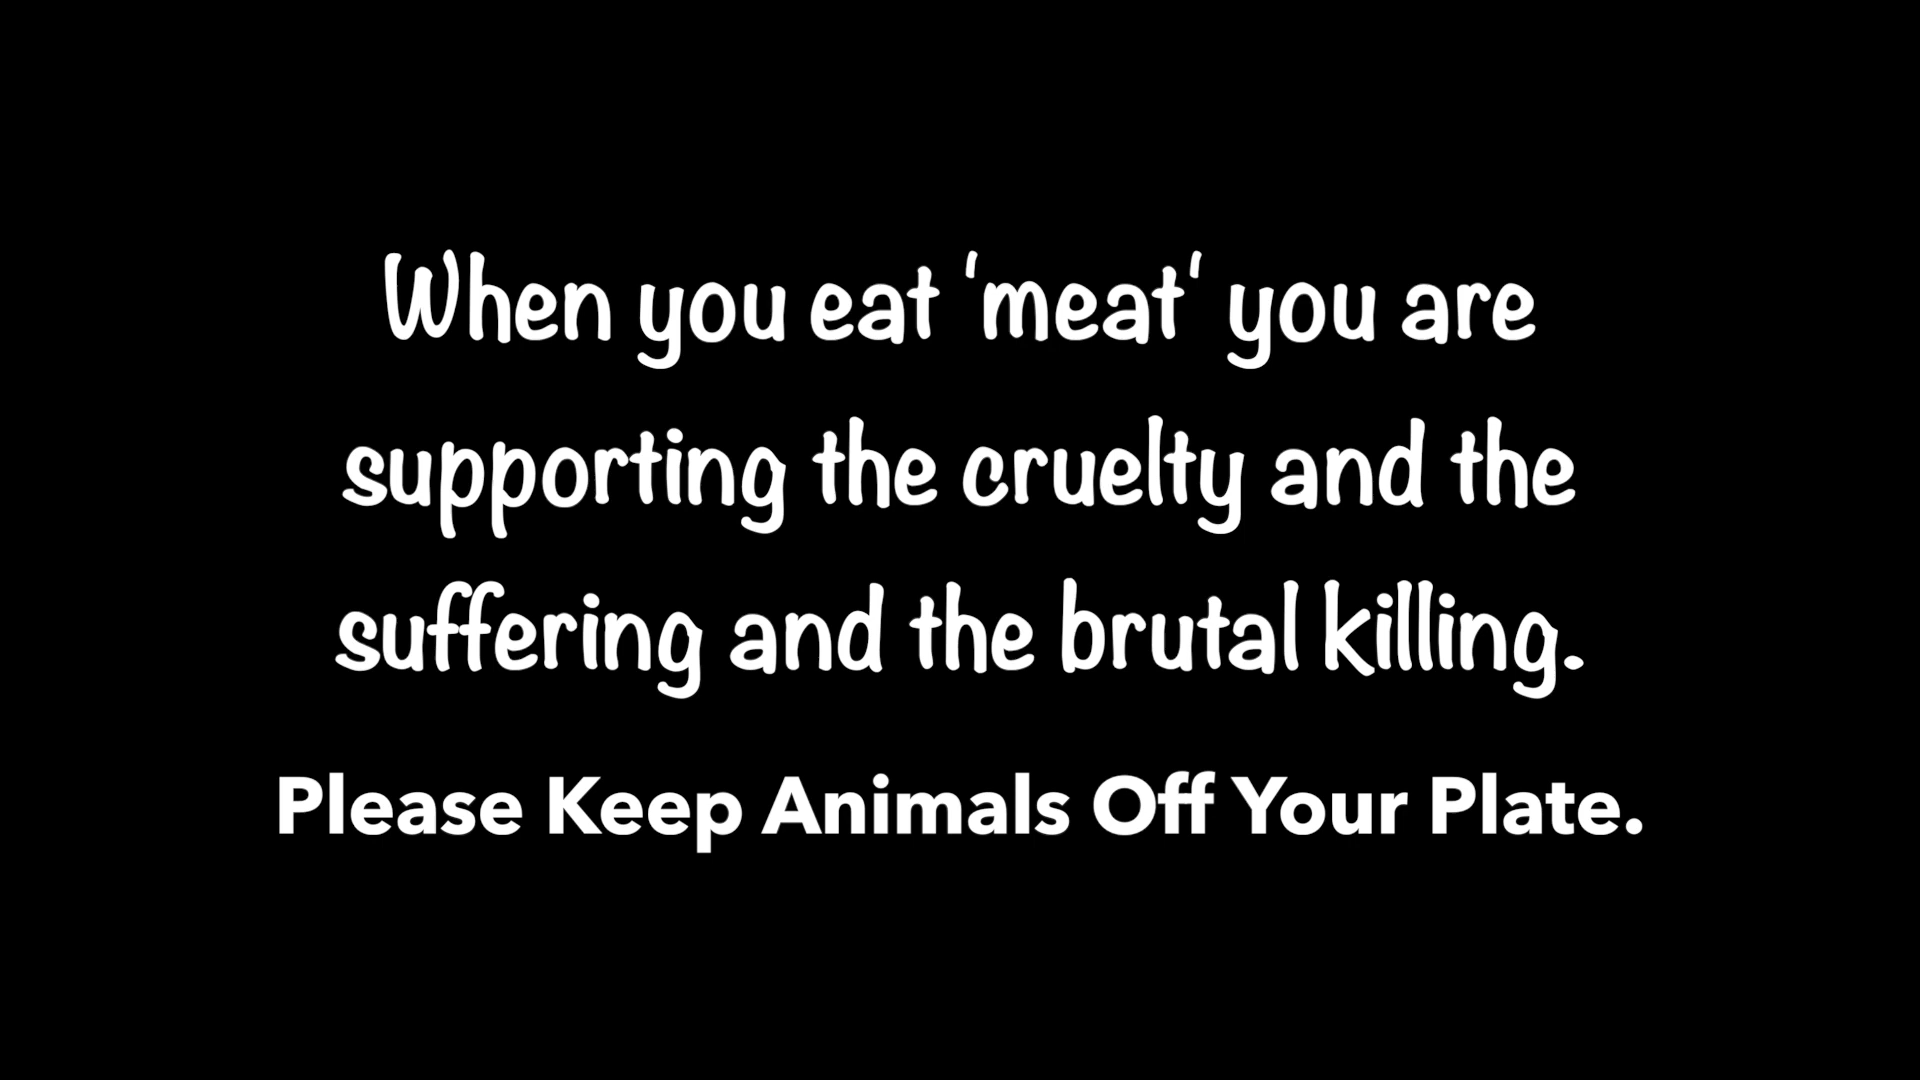 When you eat ‘meat‘ you are
supporting the cruelty and the
suffering and the brutal killing.
Please Keep Animals Off Your Plate.